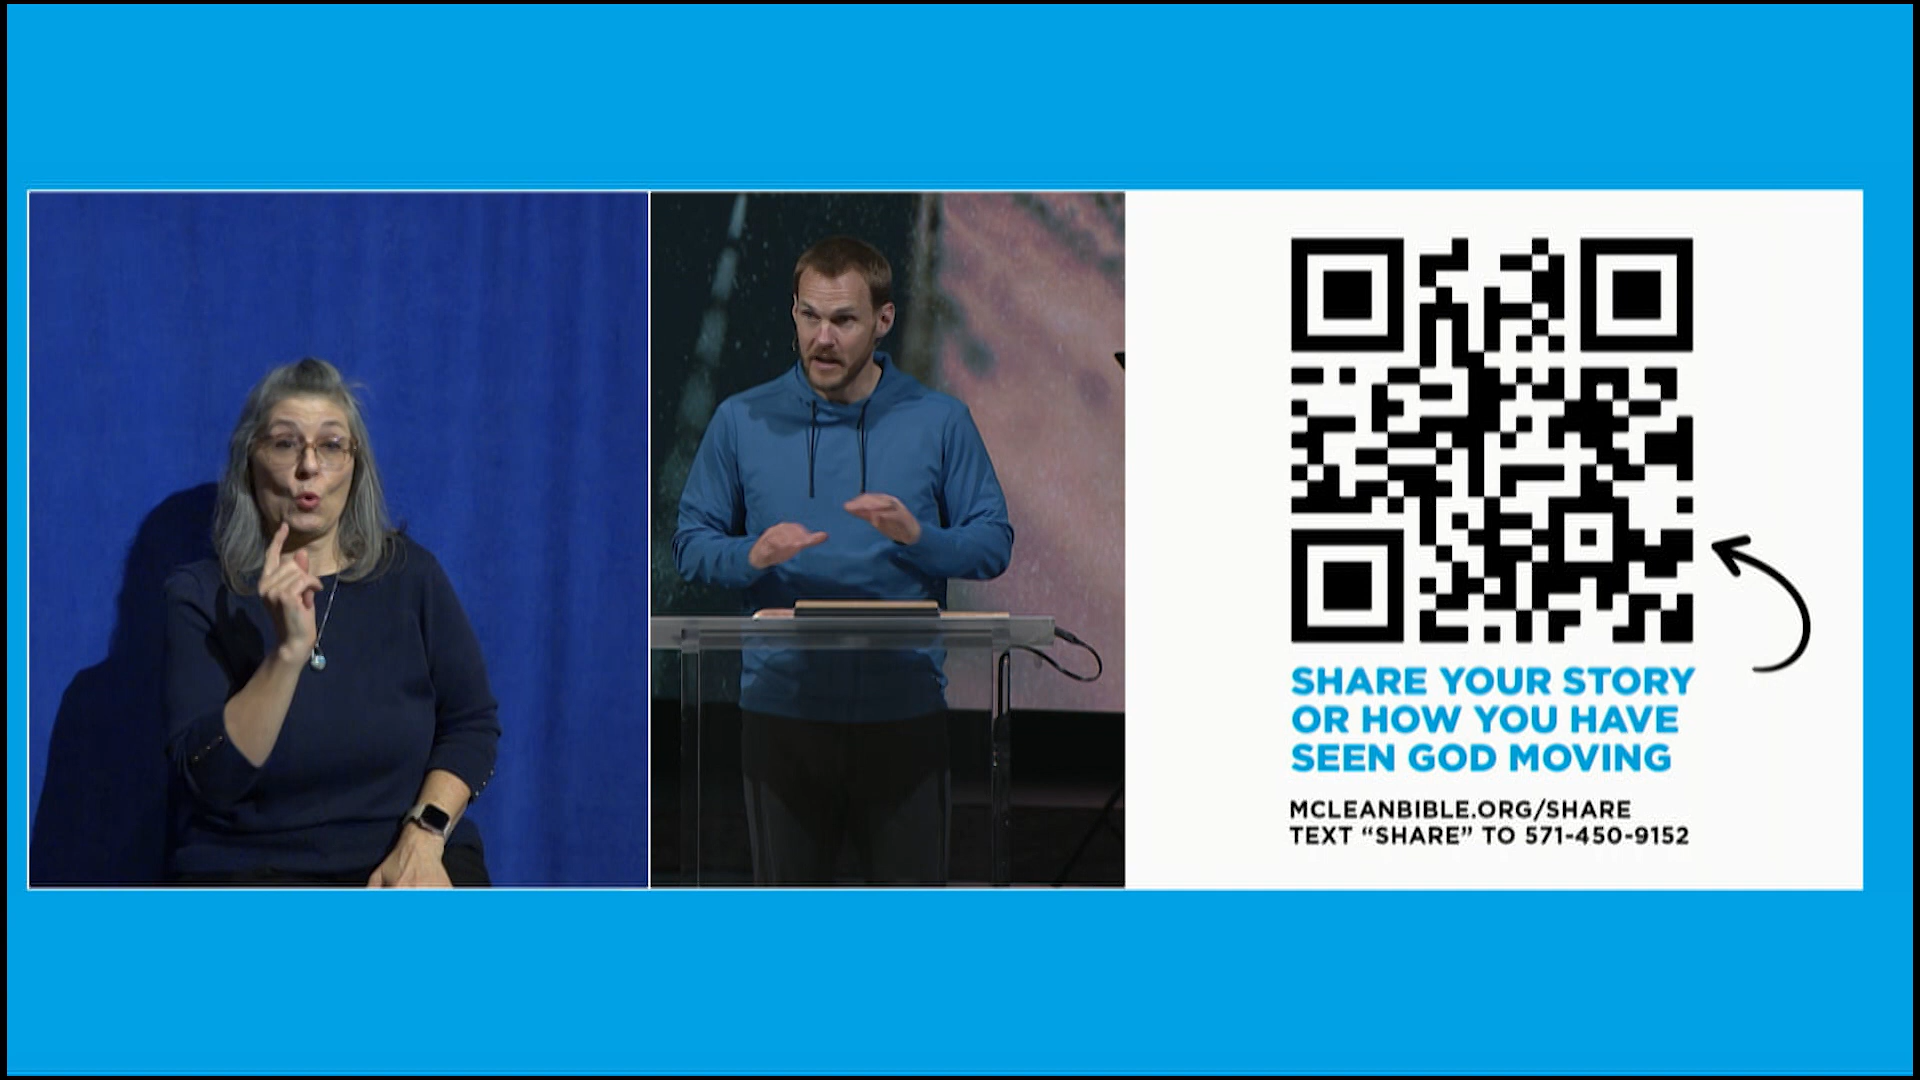 SHARE YOUR STORY
OR HOW YOU HAVE
SEEN GOD MOVING
MCLEANBIBLE.ORG/SHARE
TEXT “SHARE” TO 571-450-9152